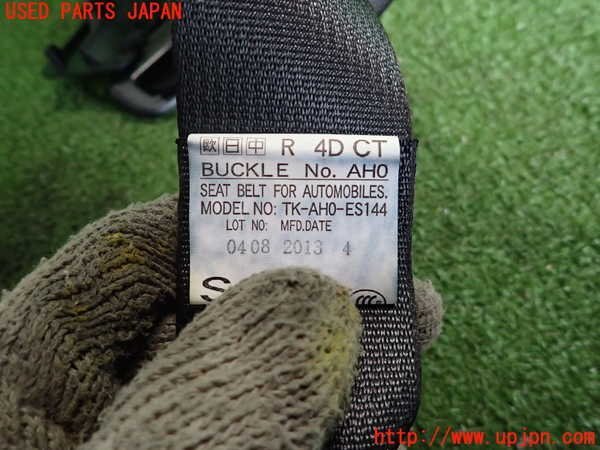 USED PARTS JAPAN
欧日中 R 4D CT
BUCKLE No. AH0
SEAT BELT FOR AUTOMOBILES.
MODEL NO: TK-AH0-ES144
LOT NO: MFD.DATE
0408 2013 4
http://www.upjpn.com/